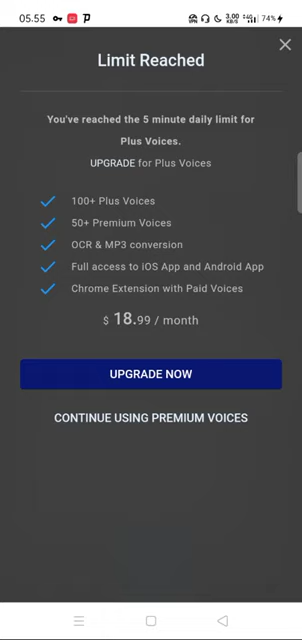 05.55
3,00
KB/S
74%
Limit Reached
You've reached the 5 minute daily limit for
Plus Voices.
UPGRADE for Plus Voices
100+ Plus Voices
50+ Premium Voices
OCR & MP3 conversion
Full access to iOS App and Android App
Chrome Extension with Paid Voices
$ 18.99 / month
UPGRADE NOW
CONTINUE USING PREMIUM VOICES